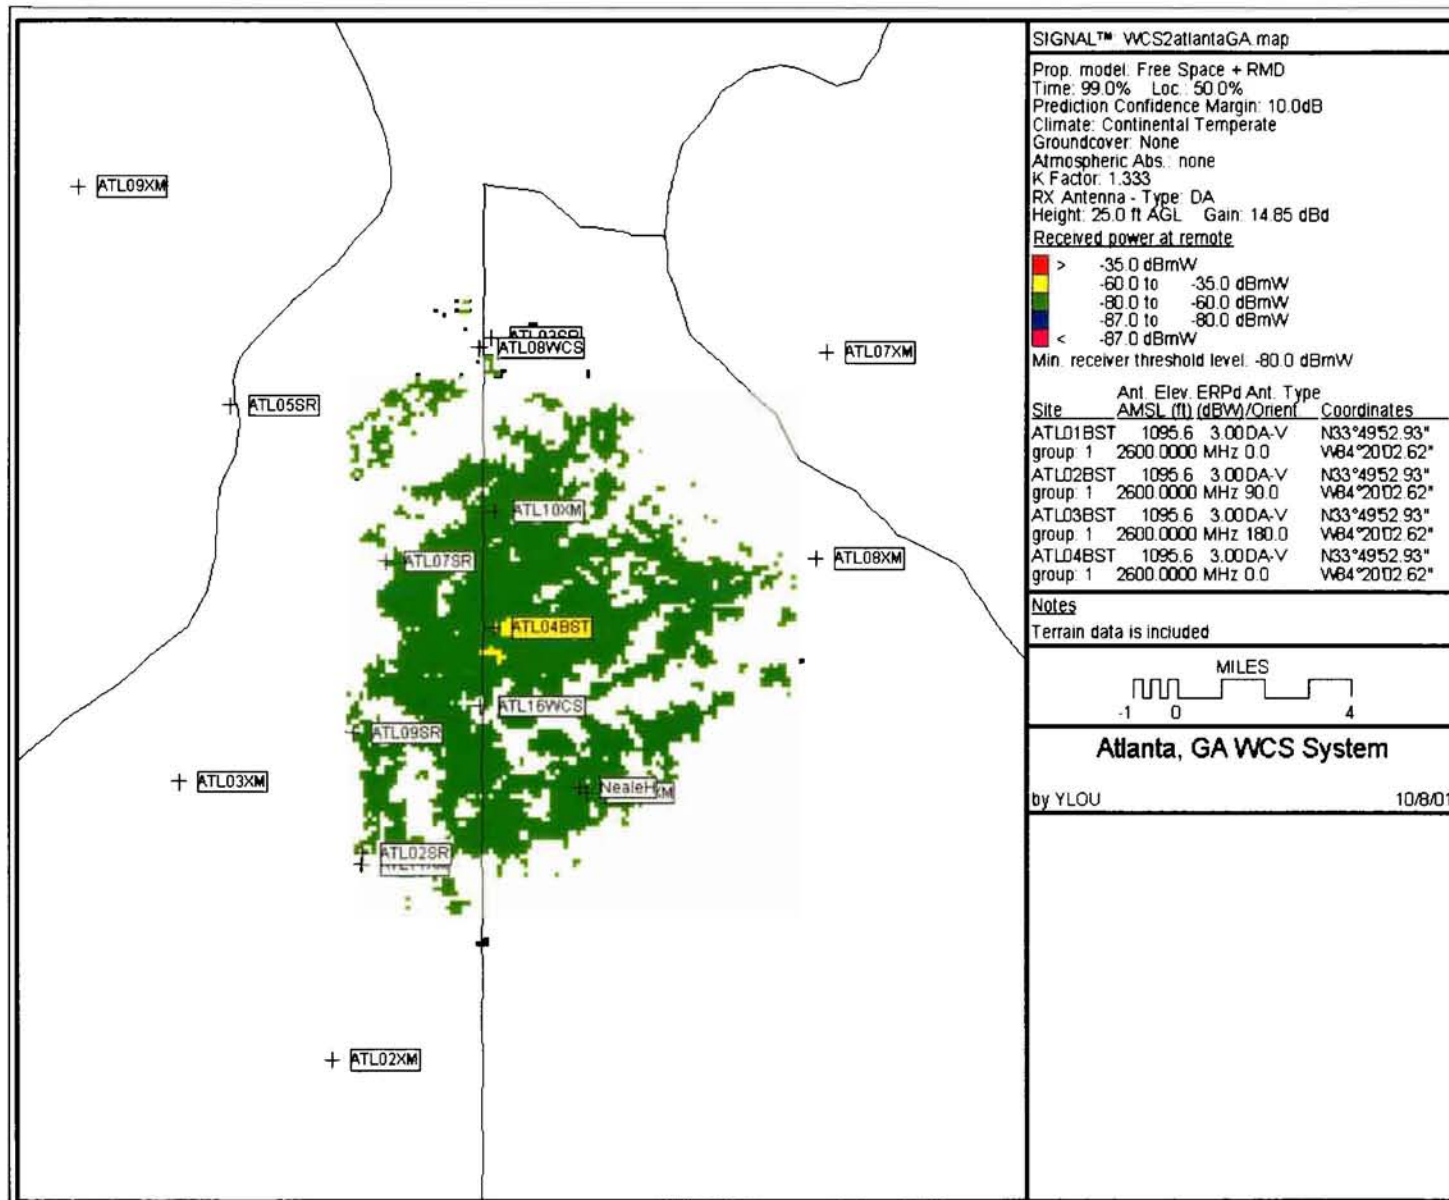 SIGNAL™ WCS2atlantaGA.map
Prop. model: Free Space + RMD
Time: 99.0% Loc.: 50.0%
Prediction Confidence Margin: 10.0dB
Climate: Continental Temperate
Groundcover: None
Atmospheric Abs.: none
K Factor: 1.333
RX Antenna - Type: DA
Height: 25.0 ft AGL Gain: 14.85 dBd
Received power at remote
> -35.0 dBmW
-60.0 to -35.0 dBmW
-80.0 to -60.0 dBmW
-87.0 to -80.0 dBmW
< -87.0 dBmW
Min. receiver threshold level: -80.0 dBmW
Ant. Elev. ERPd Ant. Type
Site AMSL (ft) (dBW) /Orient Coordinates
ATL01BST 1095.6 3.00 DA-V N33°49'52.93"
group: 1 2600.0000 MHz 0.0 W84°20'02.62"
ATL02BST 1095.6 3.00 DA-V N33°49'52.93"
group: 1 2600.0000 MHz 90.0 W84°20'02.62"
ATL03BST 1095.6 3.00 DA-V N33°49'52.93"
group: 1 2600.0000 MHz 180.0 W84°20'02.62"
ATL04BST 1095.6 3.00 DA-V N33°49'52.93"
group: 1 2600.0000 MHz 0.0 W84°20'02.62"
Notes
Terrain data is included
MILES
-1 0 4
Atlanta, GA WCS System
by YLOU 10/8/01
ATL09XM
ATL03SR
ATL08WCS
ATL07XM
ATL05SR
ATL10XM
ATL07SR
ATL08XM
ATL04BST
ATL16WCS
ATL09SR
ATL03XM
NealeH
ATL02SR
ATL02XM